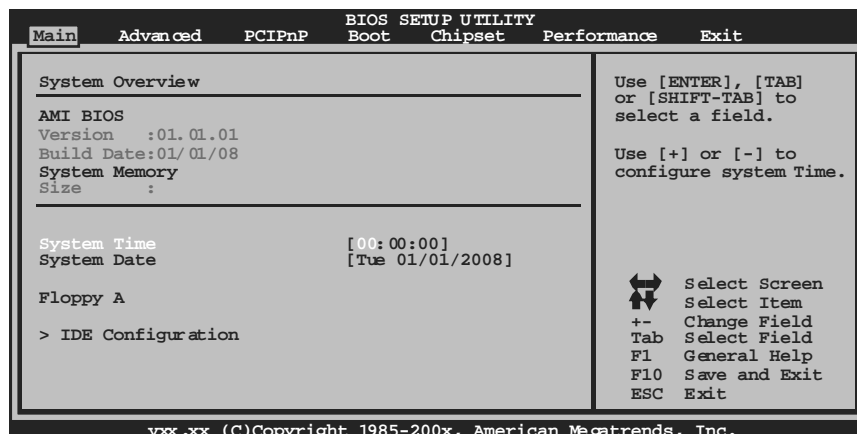 BIOS SETUP UTILITY
Main Advanced PCIPnP Boot Chipset Performance Exit
System Overview
AMI BIOS
Version :01.01.01
Build Date:01/01/08
System Memory
Size :
System Time [00:00:00]
System Date [Tue 01/01/2008]
Floppy A
> IDE Configuration
Use [ENTER], [TAB]
or [SHIFT-TAB] to
select a field.
Use [+] or [-] to
configure system Time.
Select Screen
Select Item
+- Change Field
Tab Select Field
F1 General Help
F10 Save and Exit
ESC Exit
vxx.xx (C)Copyright 1985-200x, American Megatrends, Inc.